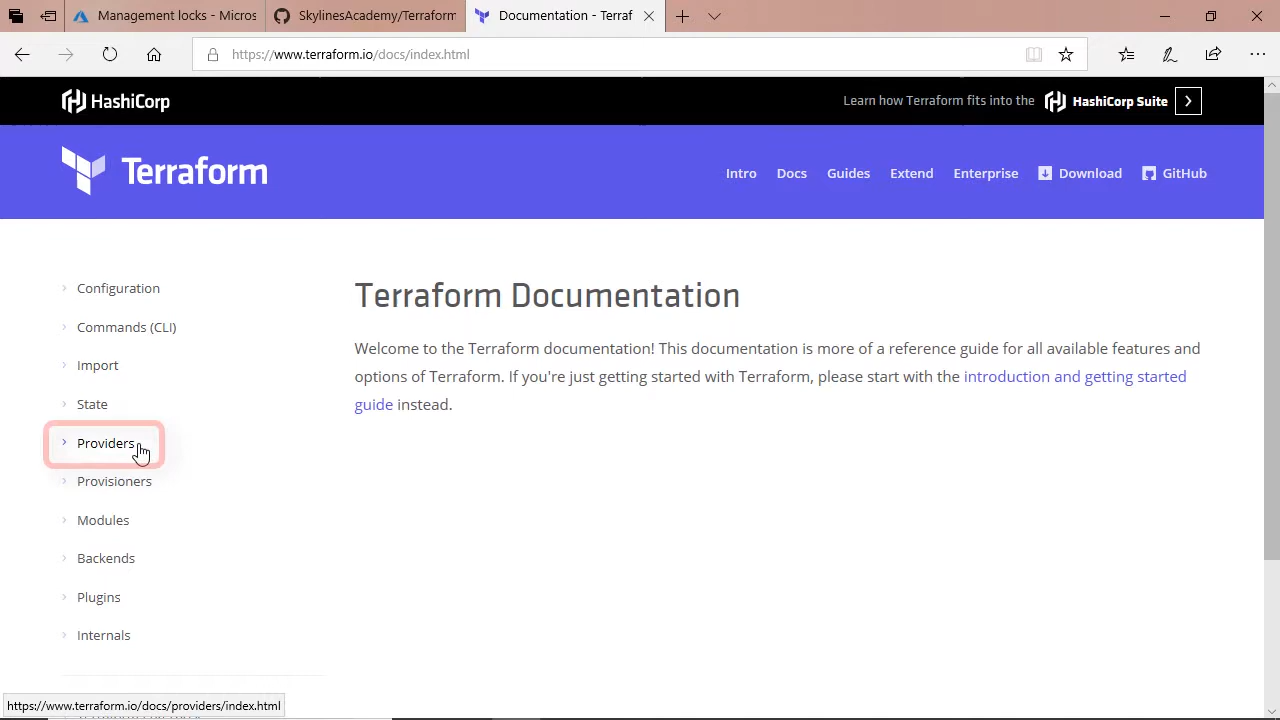 Management locks - Micros
SkylinesAcademy/Terraform
Documentation - Terraf
https://www.terraform.io/docs/index.html
HashiCorp
Learn how Terraform fits into the HashiCorp Suite
Terraform
Intro Docs Guides Extend Enterprise Download GitHub
Configuration
Commands (CLI)
Import
State
Providers
Provisioners
Modules
Backends
Plugins
Internals
Terraform Documentation
Welcome to the Terraform documentation! This documentation is more of a reference guide for all available features and
options of Terraform. If you're just getting started with Terraform, please start with the introduction and getting started
guide instead.
https://www.terraform.io/docs/providers/index.html